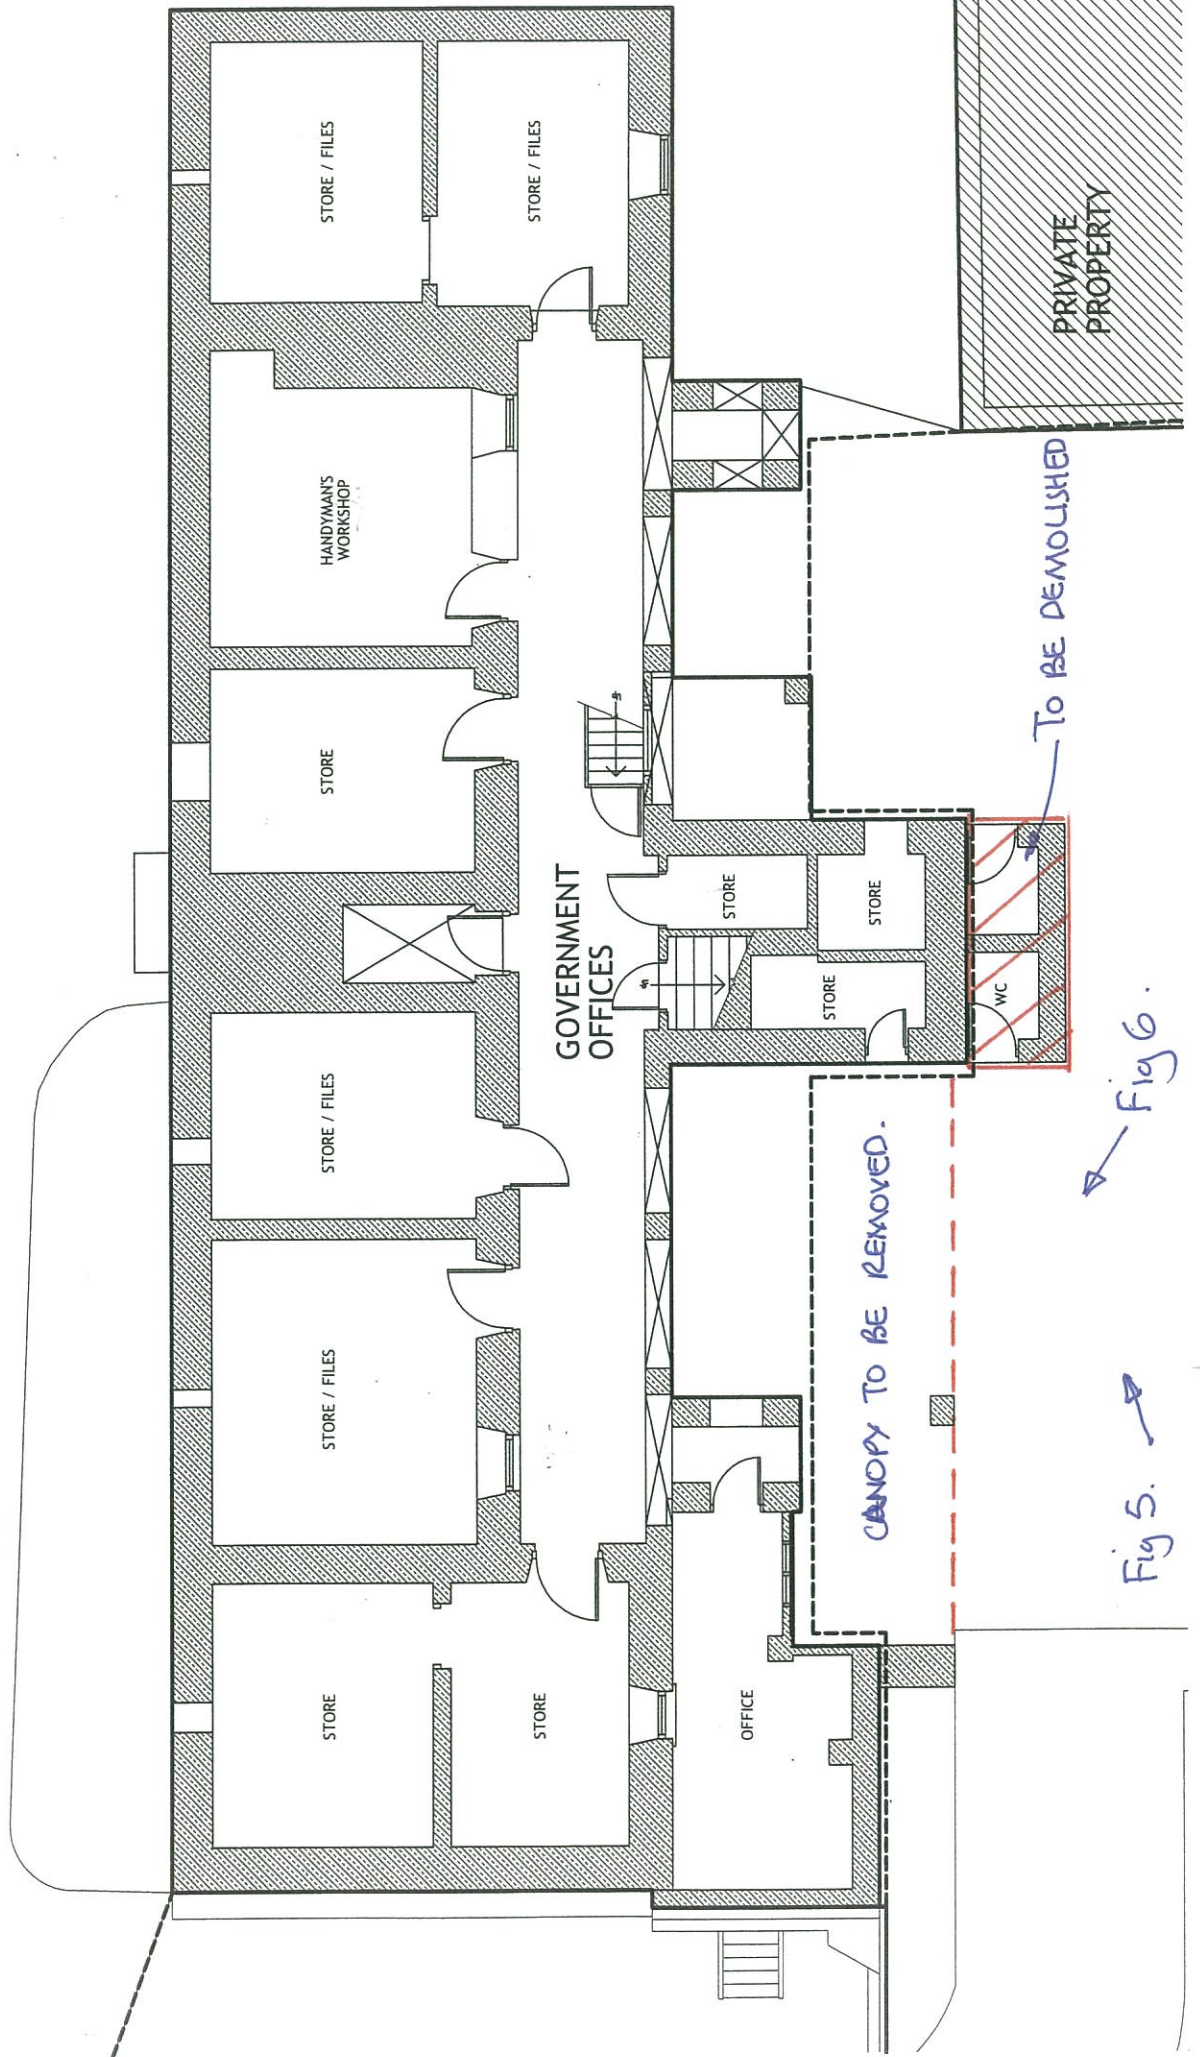 STORE
STORE / FILES
STORE / FILES
STORE
HANDYMAN'S
WORKSHOP
STORE / FILES
STORE
STORE / FILES
GOVERNMENT
OFFICES
OFFICE
STORE
STORE
STORE
WC
CANOPY TO BE REMOVED.
TO BE DEMOLISHED
PRIVATE
PROPERTY
Fig 5.
Fig 6.